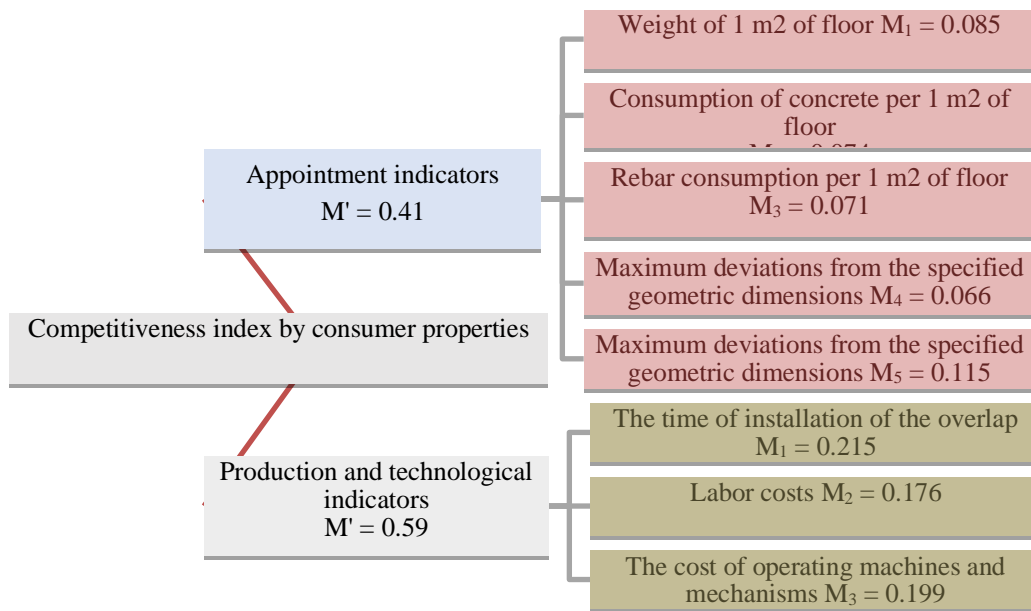 Weight of 1 m2 of floor M₁ = 0.085
Consumption of concrete per 1 m2 of
floor
Rebar consumption per 1 m2 of floor
M₃ = 0.071
Maximum deviations from the specified
geometric dimensions M₄ = 0.066
Maximum deviations from the specified
geometric dimensions M₅ = 0.115
Appointment indicators
M' = 0.41
Competitiveness index by consumer properties
Production and technological
indicators
M' = 0.59
The time of installation of the overlap
M₁ = 0.215
Labor costs M₂ = 0.176
The cost of operating machines and
mechanisms M₃ = 0.199